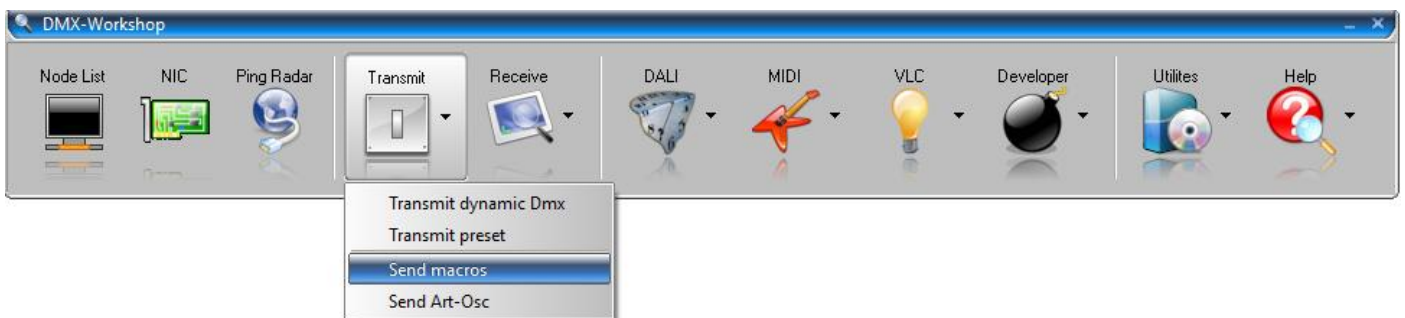 DMX-Workshop
Node List NIC Ping Radar Transmit Receive DALI MIDI VLC Developer Utilites Help
Transmit dynamic Dmx
Transmit preset
Send macros
Send Art-Osc